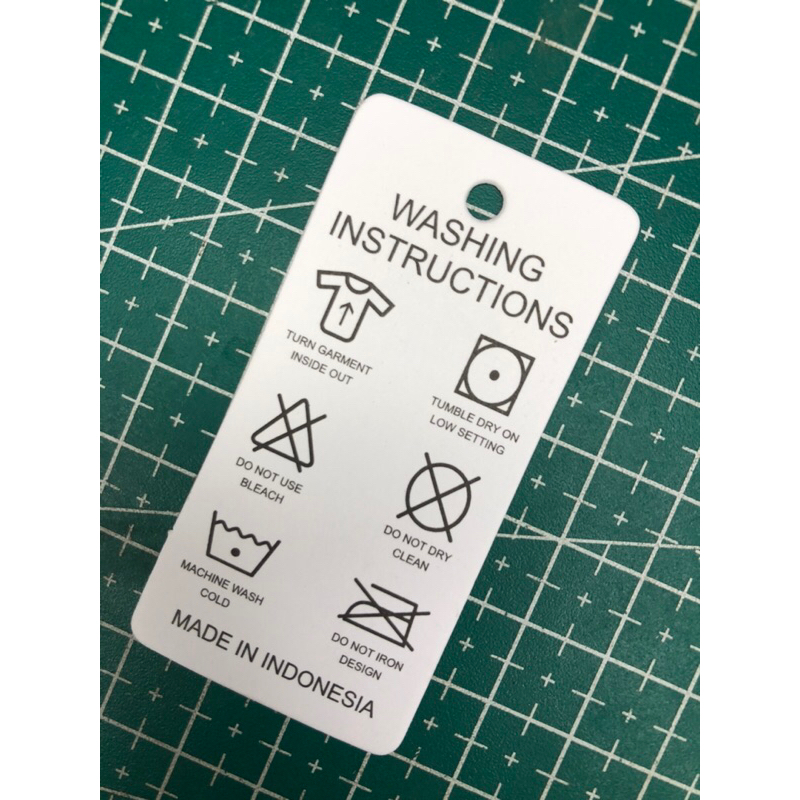 WASHING
INSTRUCTIONS
TURN GARMENT
INSIDE OUT
TUMBLE DRY ON
LOW SETTING
DO NOT USE
BLEACH
DO NOT DRY
CLEAN
MACHINE WASH
COLD
DO NOT IRON
DESIGN
MADE IN INDONESIA